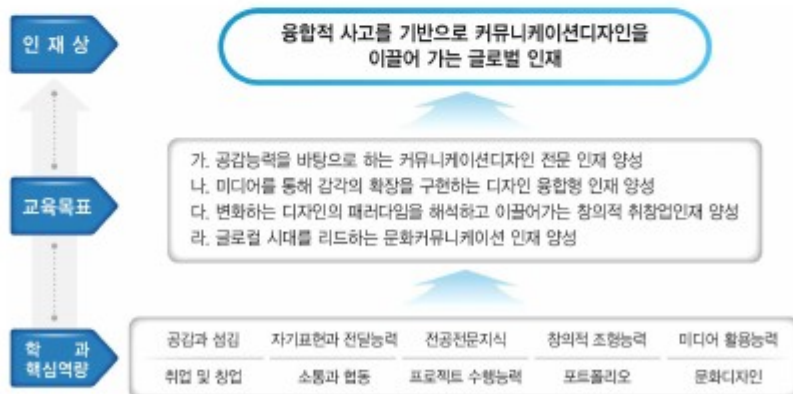 인 재 상
융합적 사고를 기반으로 커뮤니케이션디자인을
이끌어 가는 글로벌 인재
교육목표
가. 공감능력을 바탕으로 하는 커뮤니케이션디자인 전문 인재 양성
나. 미디어를 통해 감각의 확장을 구현하는 디자인 융합형 인재 양성
다. 변화하는 디자인의 패러다임을 해석하고 이끌어가는 창의적 취창업인재 양성
라. 글로컬 시대를 리드하는 문화커뮤니케이션 인재 양성
학 과
핵심역량
공감과 섬김 자기표현과 전달능력 전공전문지식 창의적 조형능력 미디어 활용능력
취업 및 창업 소통과 협동 프로젝트 수행능력 포트폴리오 문화디자인